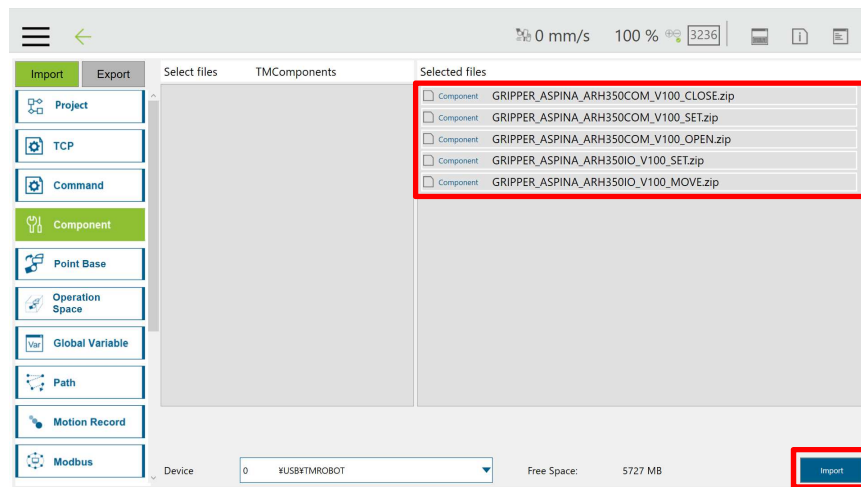 0 mm/s 100 % 3236
Import Export
Select files TMComponents
Selected files
Project
TCP
Command
Component
Point Base
Operation
Space
Var Global Variable
Path
Motion Record
Modbus
Component GRIPPER_ASPINA_ARH350COM_V100_CLOSE.zip
Component GRIPPER_ASPINA_ARH350COM_V100_SET.zip
Component GRIPPER_ASPINA_ARH350COM_V100_OPEN.zip
Component GRIPPER_ASPINA_ARH350IO_V100_SET.zip
Component GRIPPER_ASPINA_ARH350IO_V100_MOVE.zip
Device 0 ¥USB¥TMROBOT Free Space: 5727 MB Import